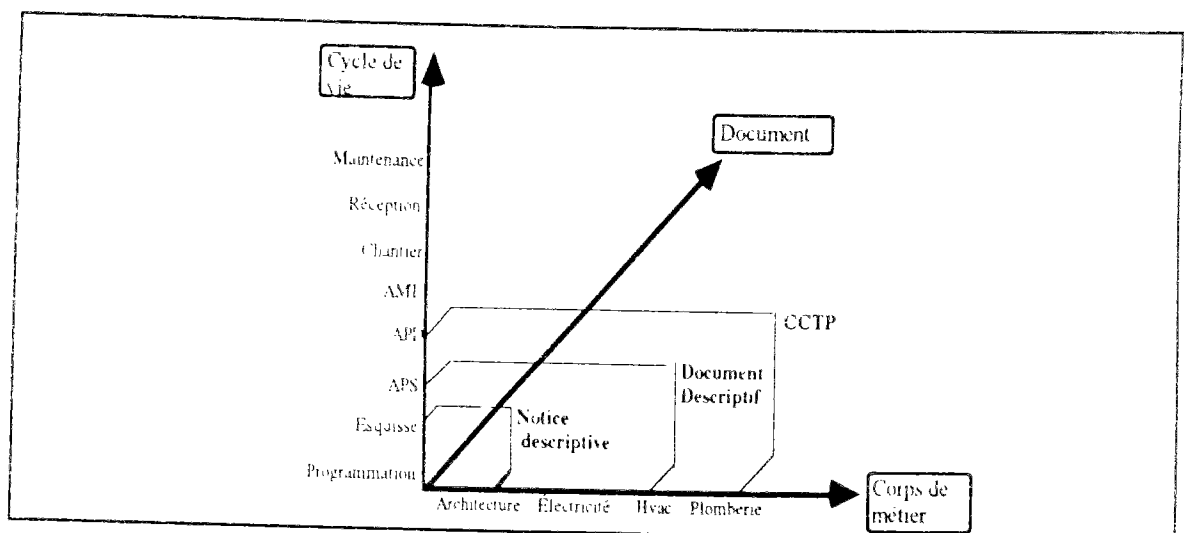 Cycle de
vie
Document
Maintenance
Réception
Chantier
AMT
API
CCTP
APS
Document
Descriptif
Esquisse
Notice
descriptive
Programmation
Architecture Électricité Hvac Plomberie
Corps de
métier